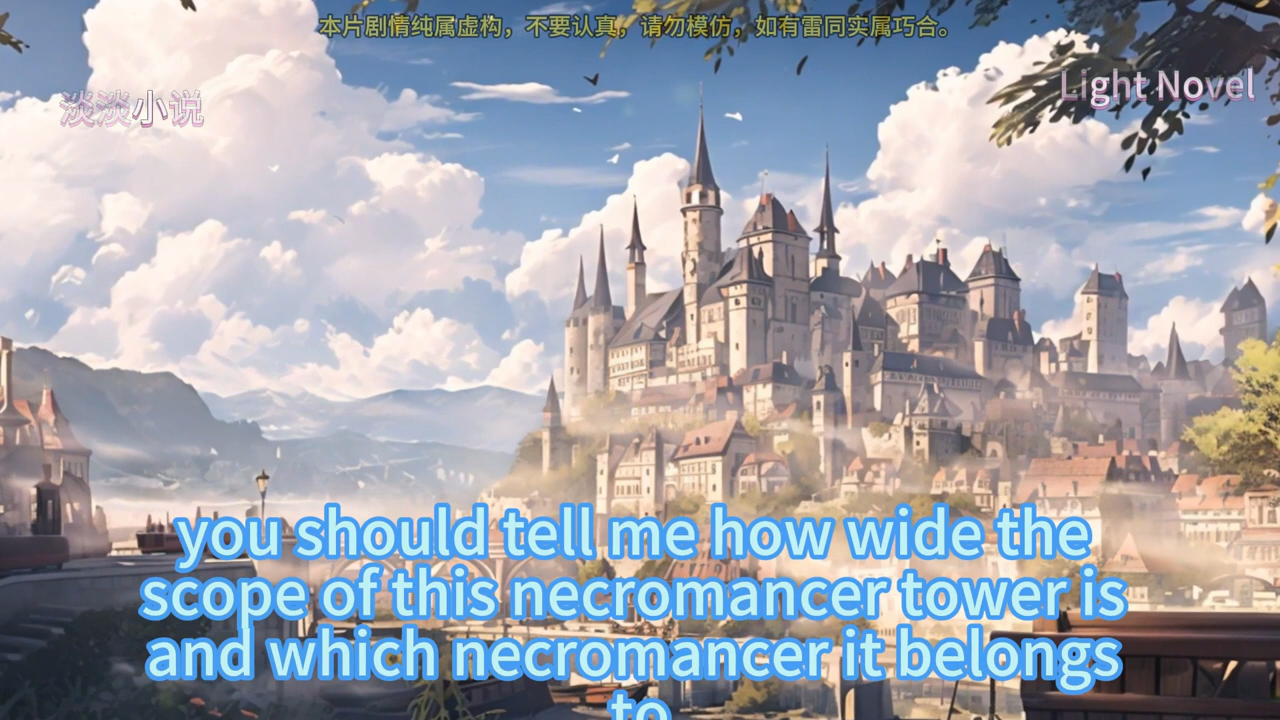 本片剧情纯属虚构，不要认真，请勿模仿，如有雷同实属巧合。
淡淡小说
Light Novel
you should tell me how wide the
scope of this necromancer tower is
and which necromancer it belongs
to